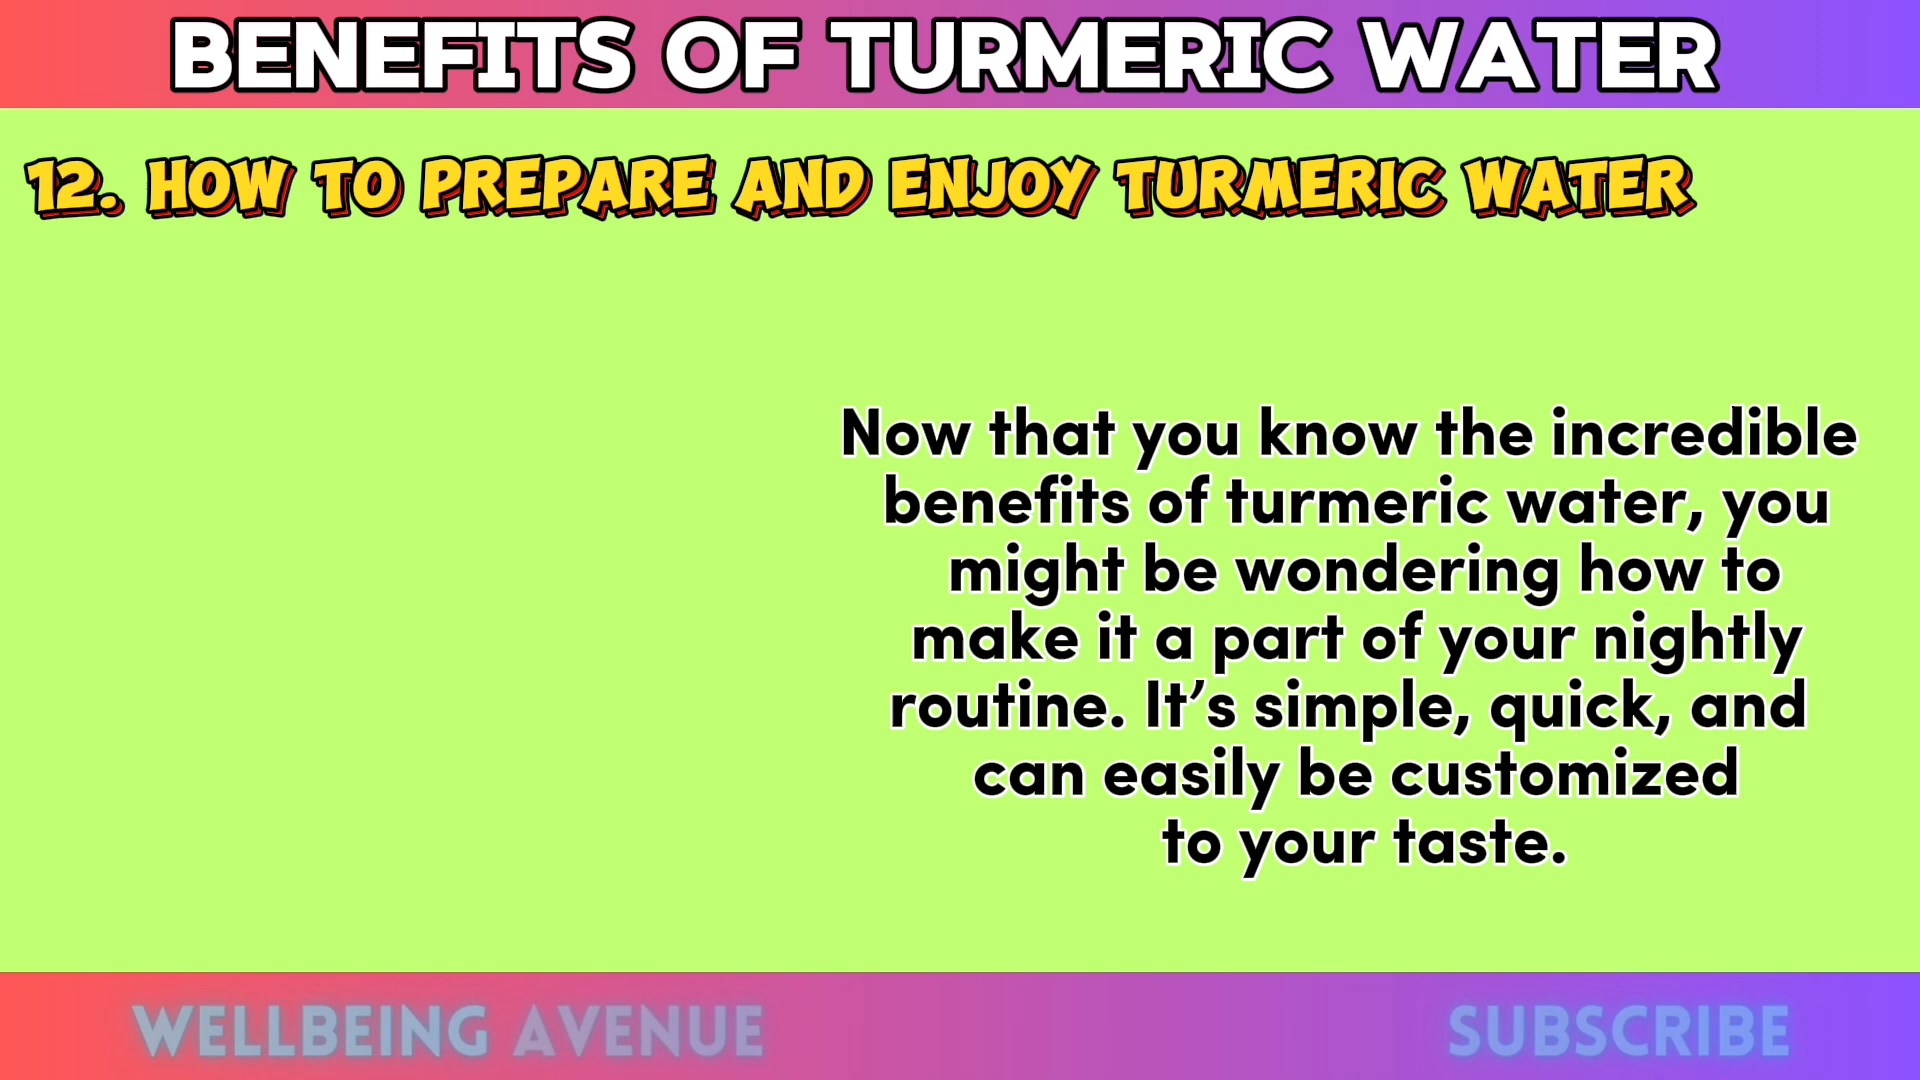 BENEFITS OF TURMERIC WATER
12. HOW TO PREPARE AND ENJOY TURMERIC WATER
Now that you know the incredible
benefits of turmeric water, you
might be wondering how to
make it a part of your nightly
routine. It’s simple, quick, and
can easily be customized
to your taste.
WELLBEING AVENUE
SUBSCRIBE